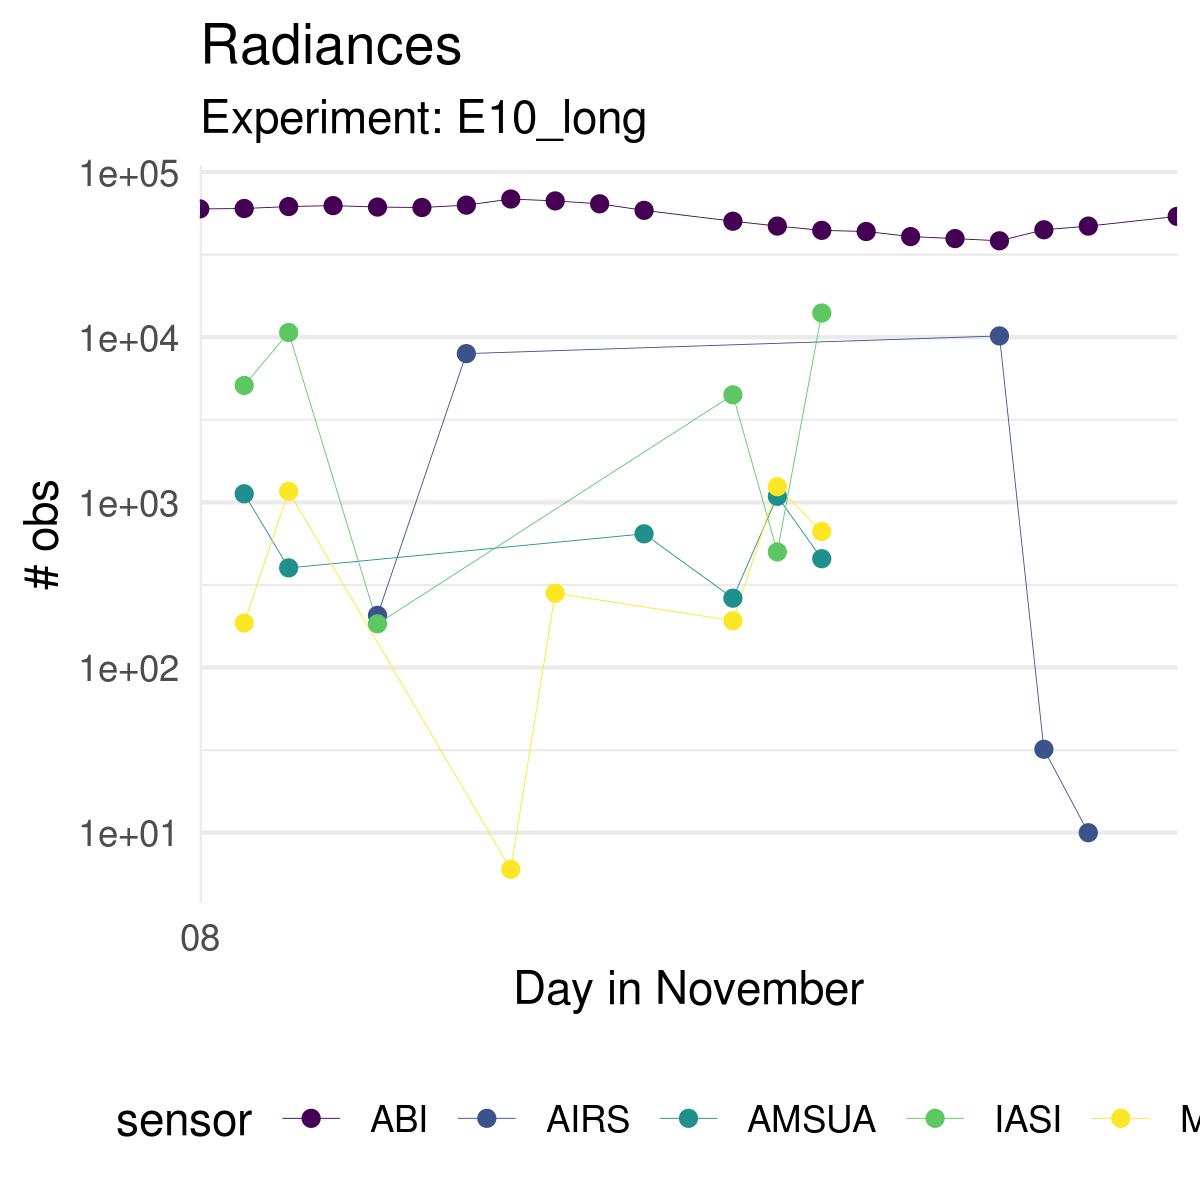 Radiances
Experiment: E10_long
1e+05
1e+04
1e+03
1e+02
1e+01
# obs
08
Day in November
sensor ABI AIRS AMSUA IASI